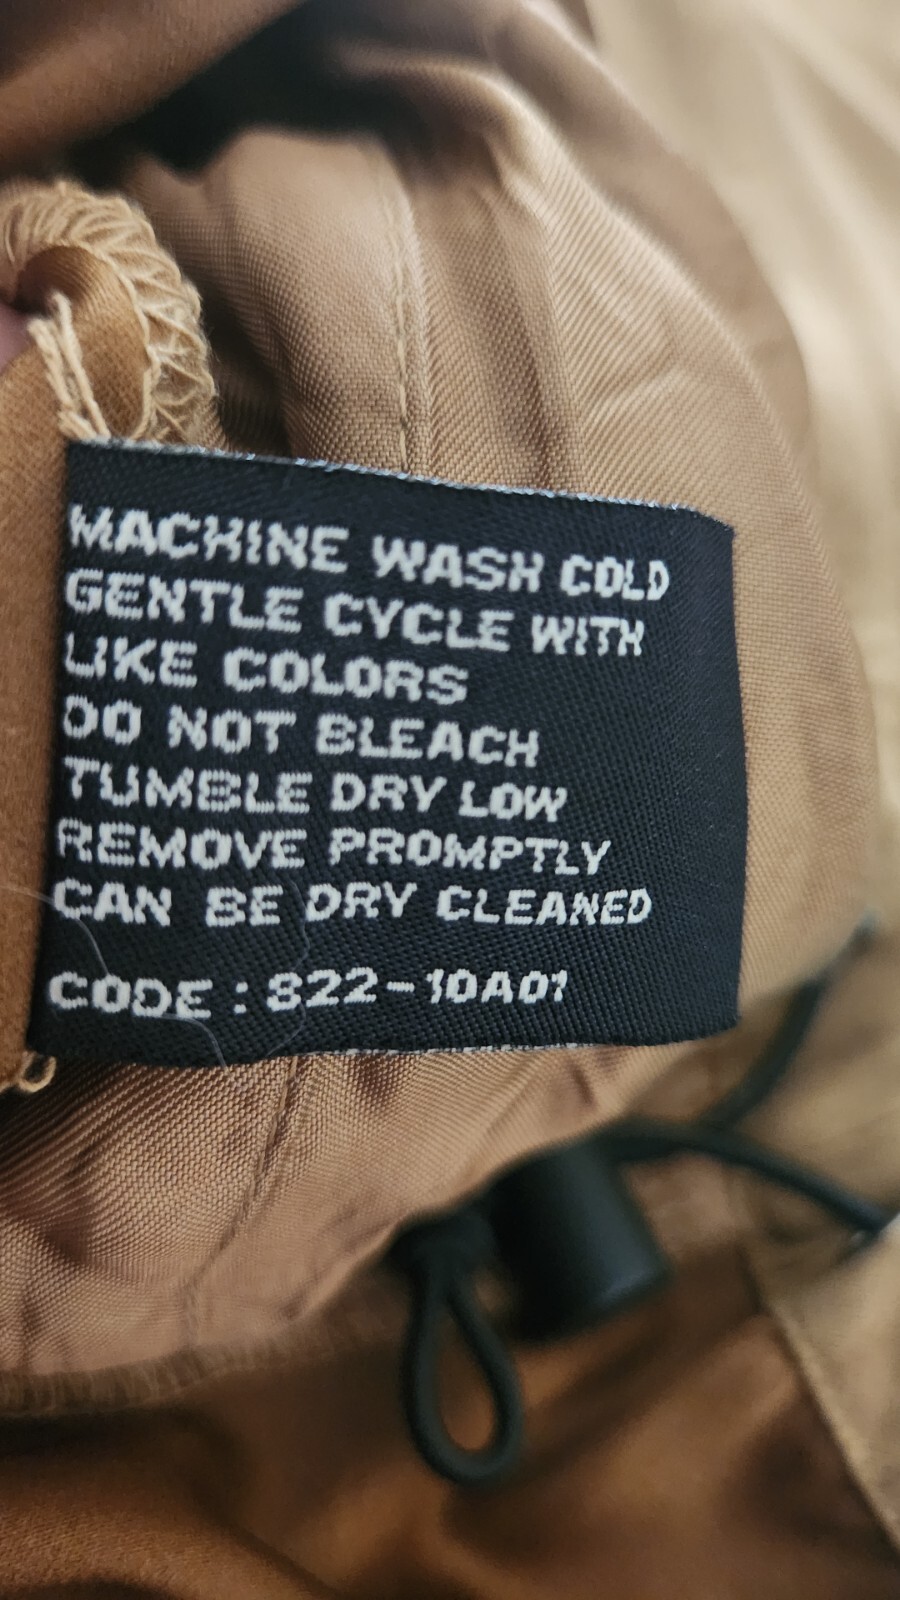 MACHINE WASH COLD
GENTLE CYCLE WITH
LIKE COLORS
DO NOT BLEACH
TUMBLE DRY LOW
REMOVE PROMPTLY
CAN BE DRY CLEANED
CODE : 822-10A01